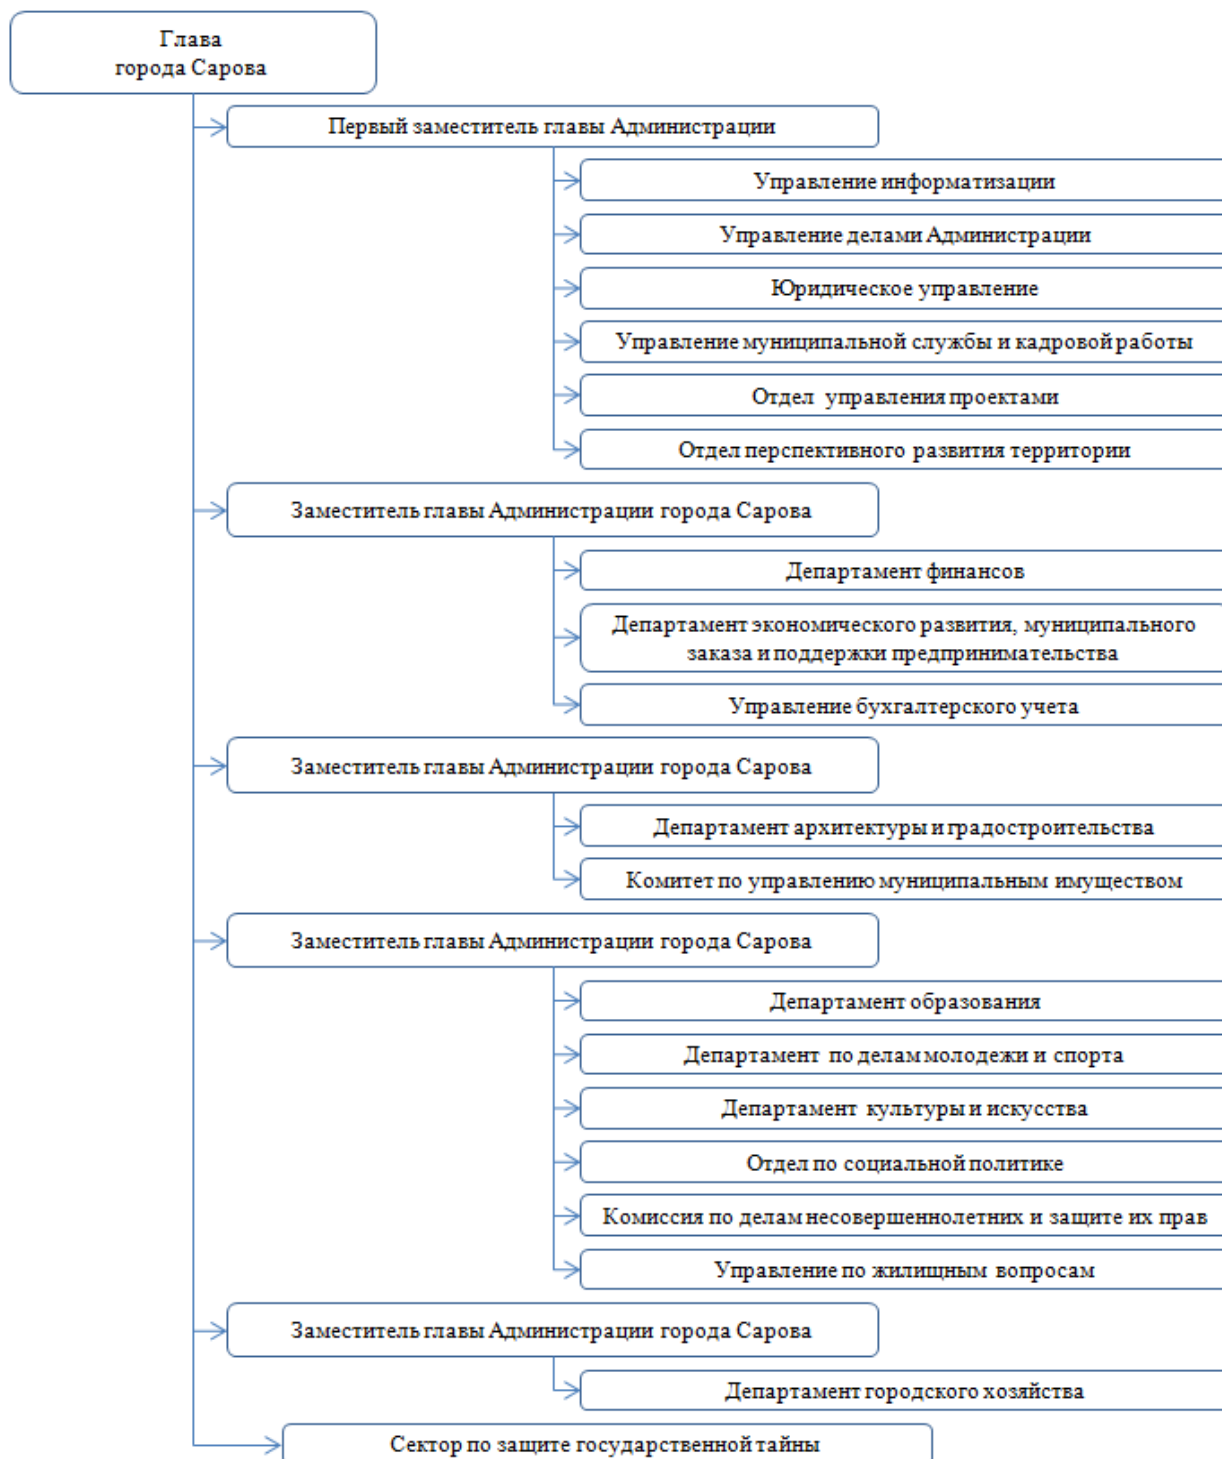 Глава
города Сарова
Первый заместитель главы Администрации
Управление информатизации
Управление делами Администрации
Юридическое управление
Управление муниципальной службы и кадровой работы
Отдел управления проектами
Отдел перспективного развития территории
Заместитель главы Администрации города Сарова
Департамент финансов
Департамент экономического развития, муниципального
заказа и поддержки предпринимательства
Управление бухгалтерского учета
Заместитель главы Администрации города Сарова
Департамент архитектуры и градостроительства
Комитет по управлению муниципальным имуществом
Заместитель главы Администрации города Сарова
Департамент образования
Департамент по делам молодежи и спорта
Департамент культуры и искусства
Отдел по социальной политике
Комиссия по делам несовершеннолетних и защите их прав
Управление по жилищным вопросам
Заместитель главы Администрации города Сарова
Департамент городского хозяйства
Сектор по защите государственной тайны